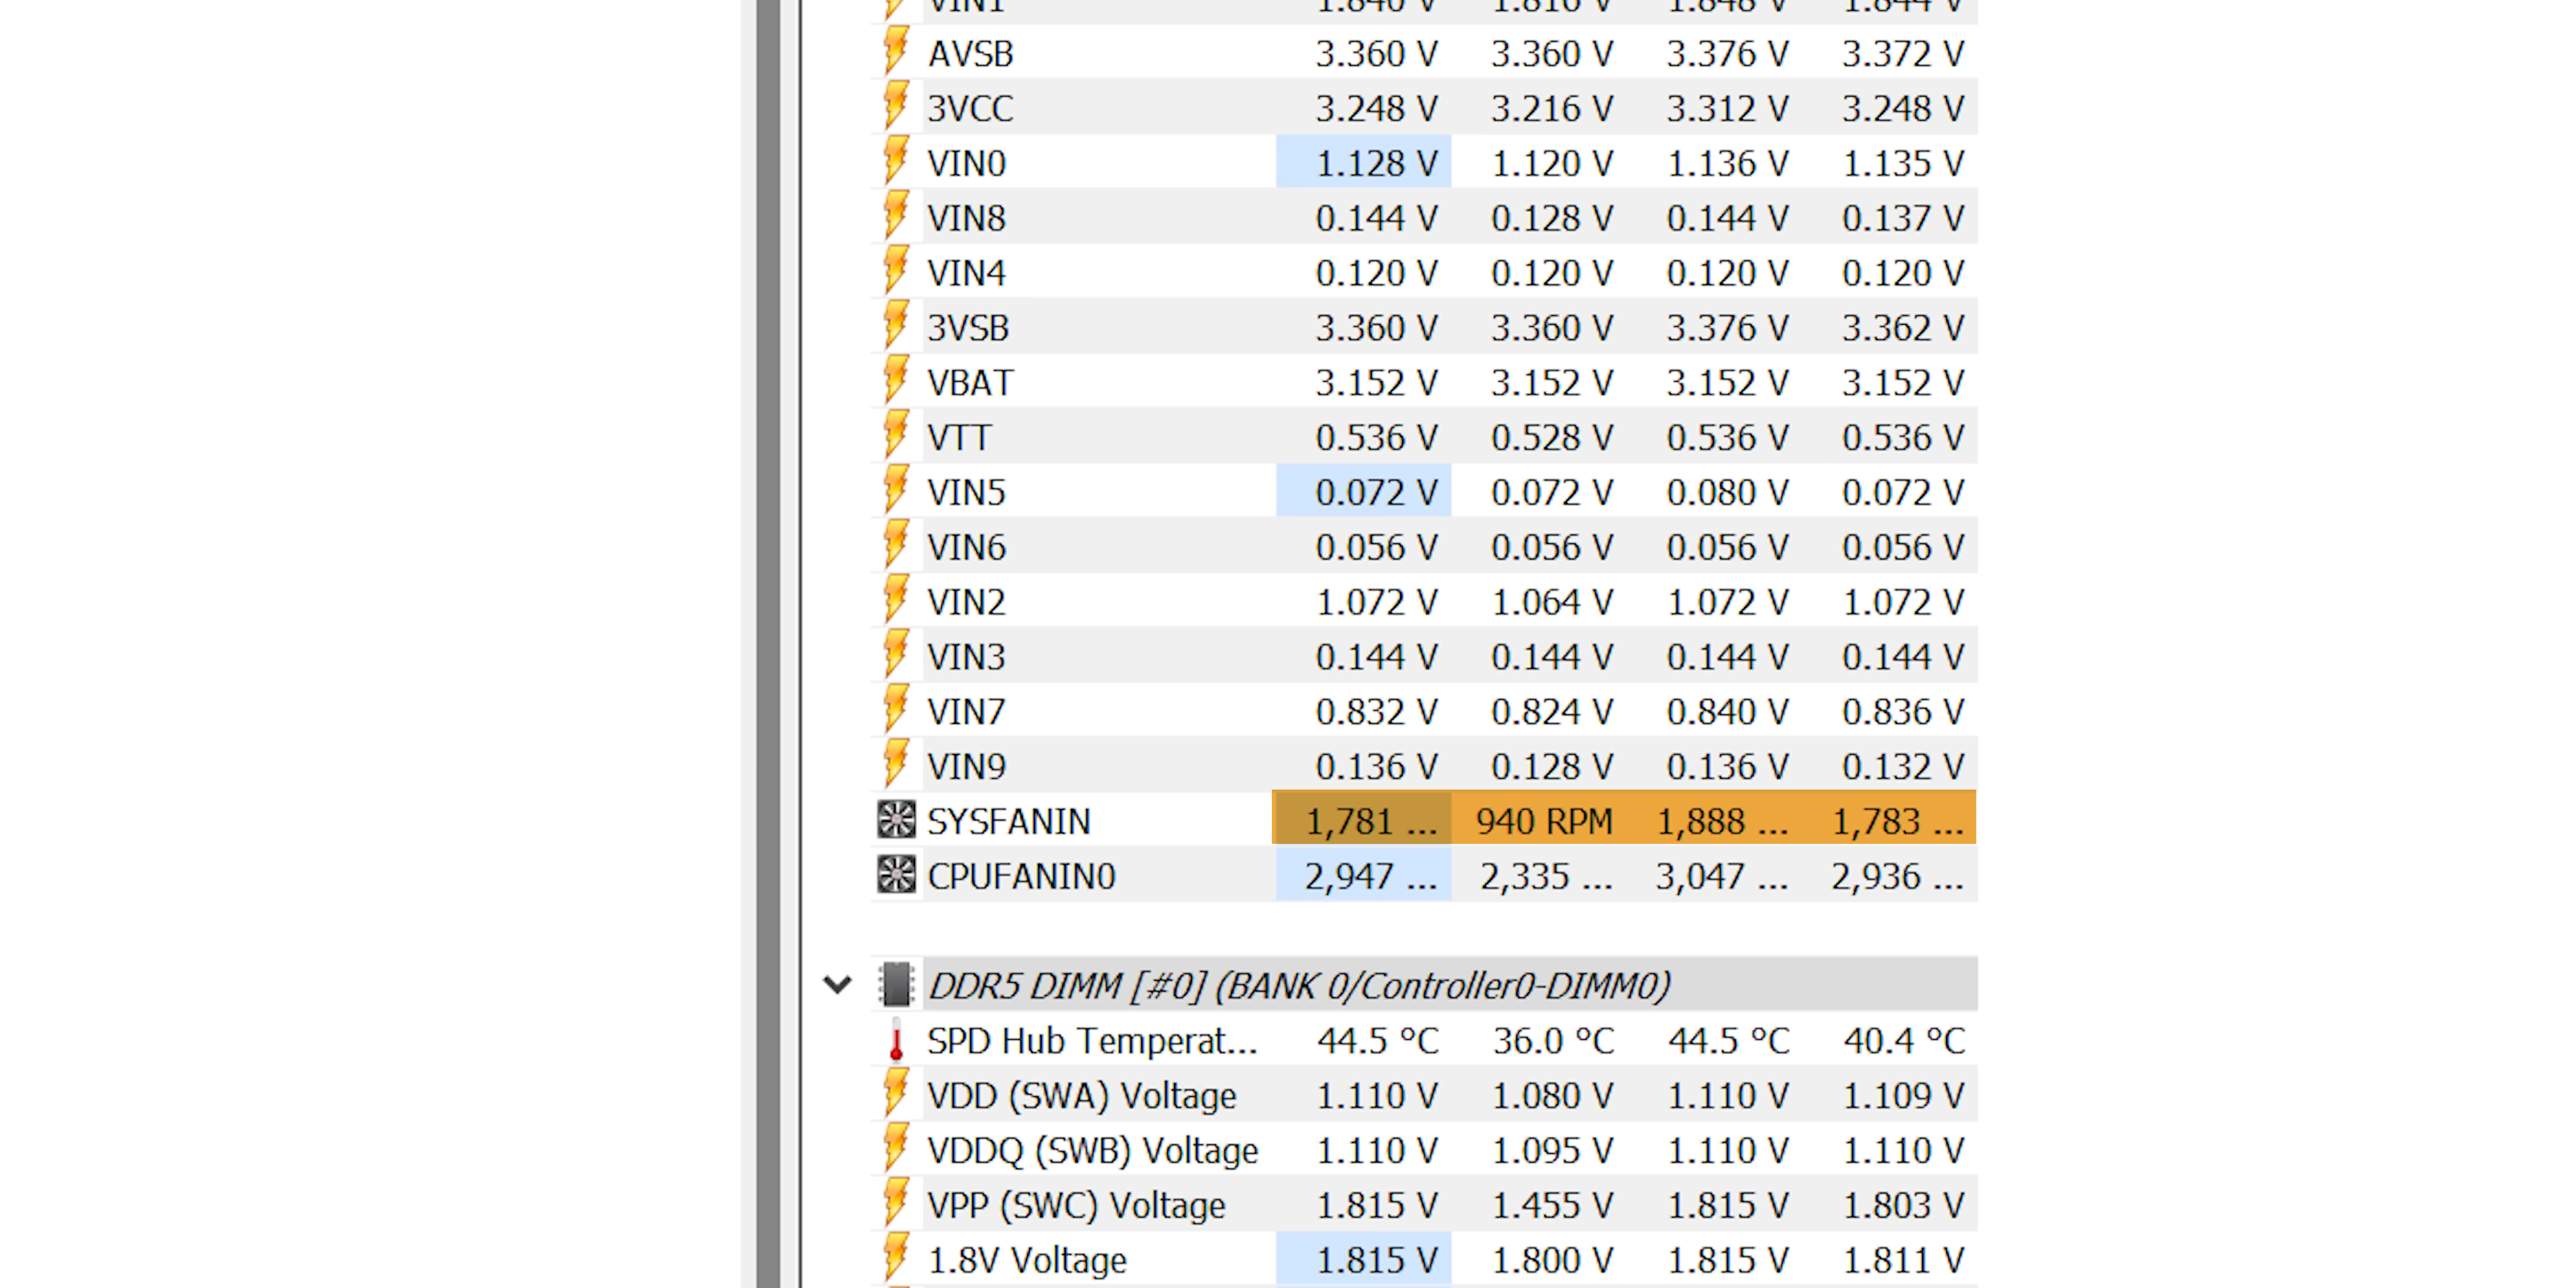 VIN1 1.840 V 1.816 V 1.848 V 1.844 V
AVSB 3.360 V 3.360 V 3.376 V 3.372 V
3VCC 3.248 V 3.216 V 3.312 V 3.248 V
VIN0 1.128 V 1.120 V 1.136 V 1.135 V
VIN8 0.144 V 0.128 V 0.144 V 0.137 V
VIN4 0.120 V 0.120 V 0.120 V 0.120 V
3VSB 3.360 V 3.360 V 3.376 V 3.362 V
VBAT 3.152 V 3.152 V 3.152 V 3.152 V
VTT 0.536 V 0.528 V 0.536 V 0.536 V
VIN5 0.072 V 0.072 V 0.080 V 0.072 V
VIN6 0.056 V 0.056 V 0.056 V 0.056 V
VIN2 1.072 V 1.064 V 1.072 V 1.072 V
VIN3 0.144 V 0.144 V 0.144 V 0.144 V
VIN7 0.832 V 0.824 V 0.840 V 0.836 V
VIN9 0.136 V 0.128 V 0.136 V 0.132 V
SYSFANIN 1,781 ... 940 RPM 1,888 ... 1,783 ...
CPUFANIN0 2,947 ... 2,335 ... 3,047 ... 2,936 ...
DDR5 DIMM [#0] (BANK 0/Controller0-DIMM0)
SPD Hub Temperat... 44.5 °C 36.0 °C 44.5 °C 40.4 °C
VDD (SWA) Voltage 1.110 V 1.080 V 1.110 V 1.109 V
VDDQ (SWB) Voltage 1.110 V 1.095 V 1.110 V 1.110 V
VPP (SWC) Voltage 1.815 V 1.455 V 1.815 V 1.803 V
1.8V Voltage 1.815 V 1.800 V 1.815 V 1.811 V